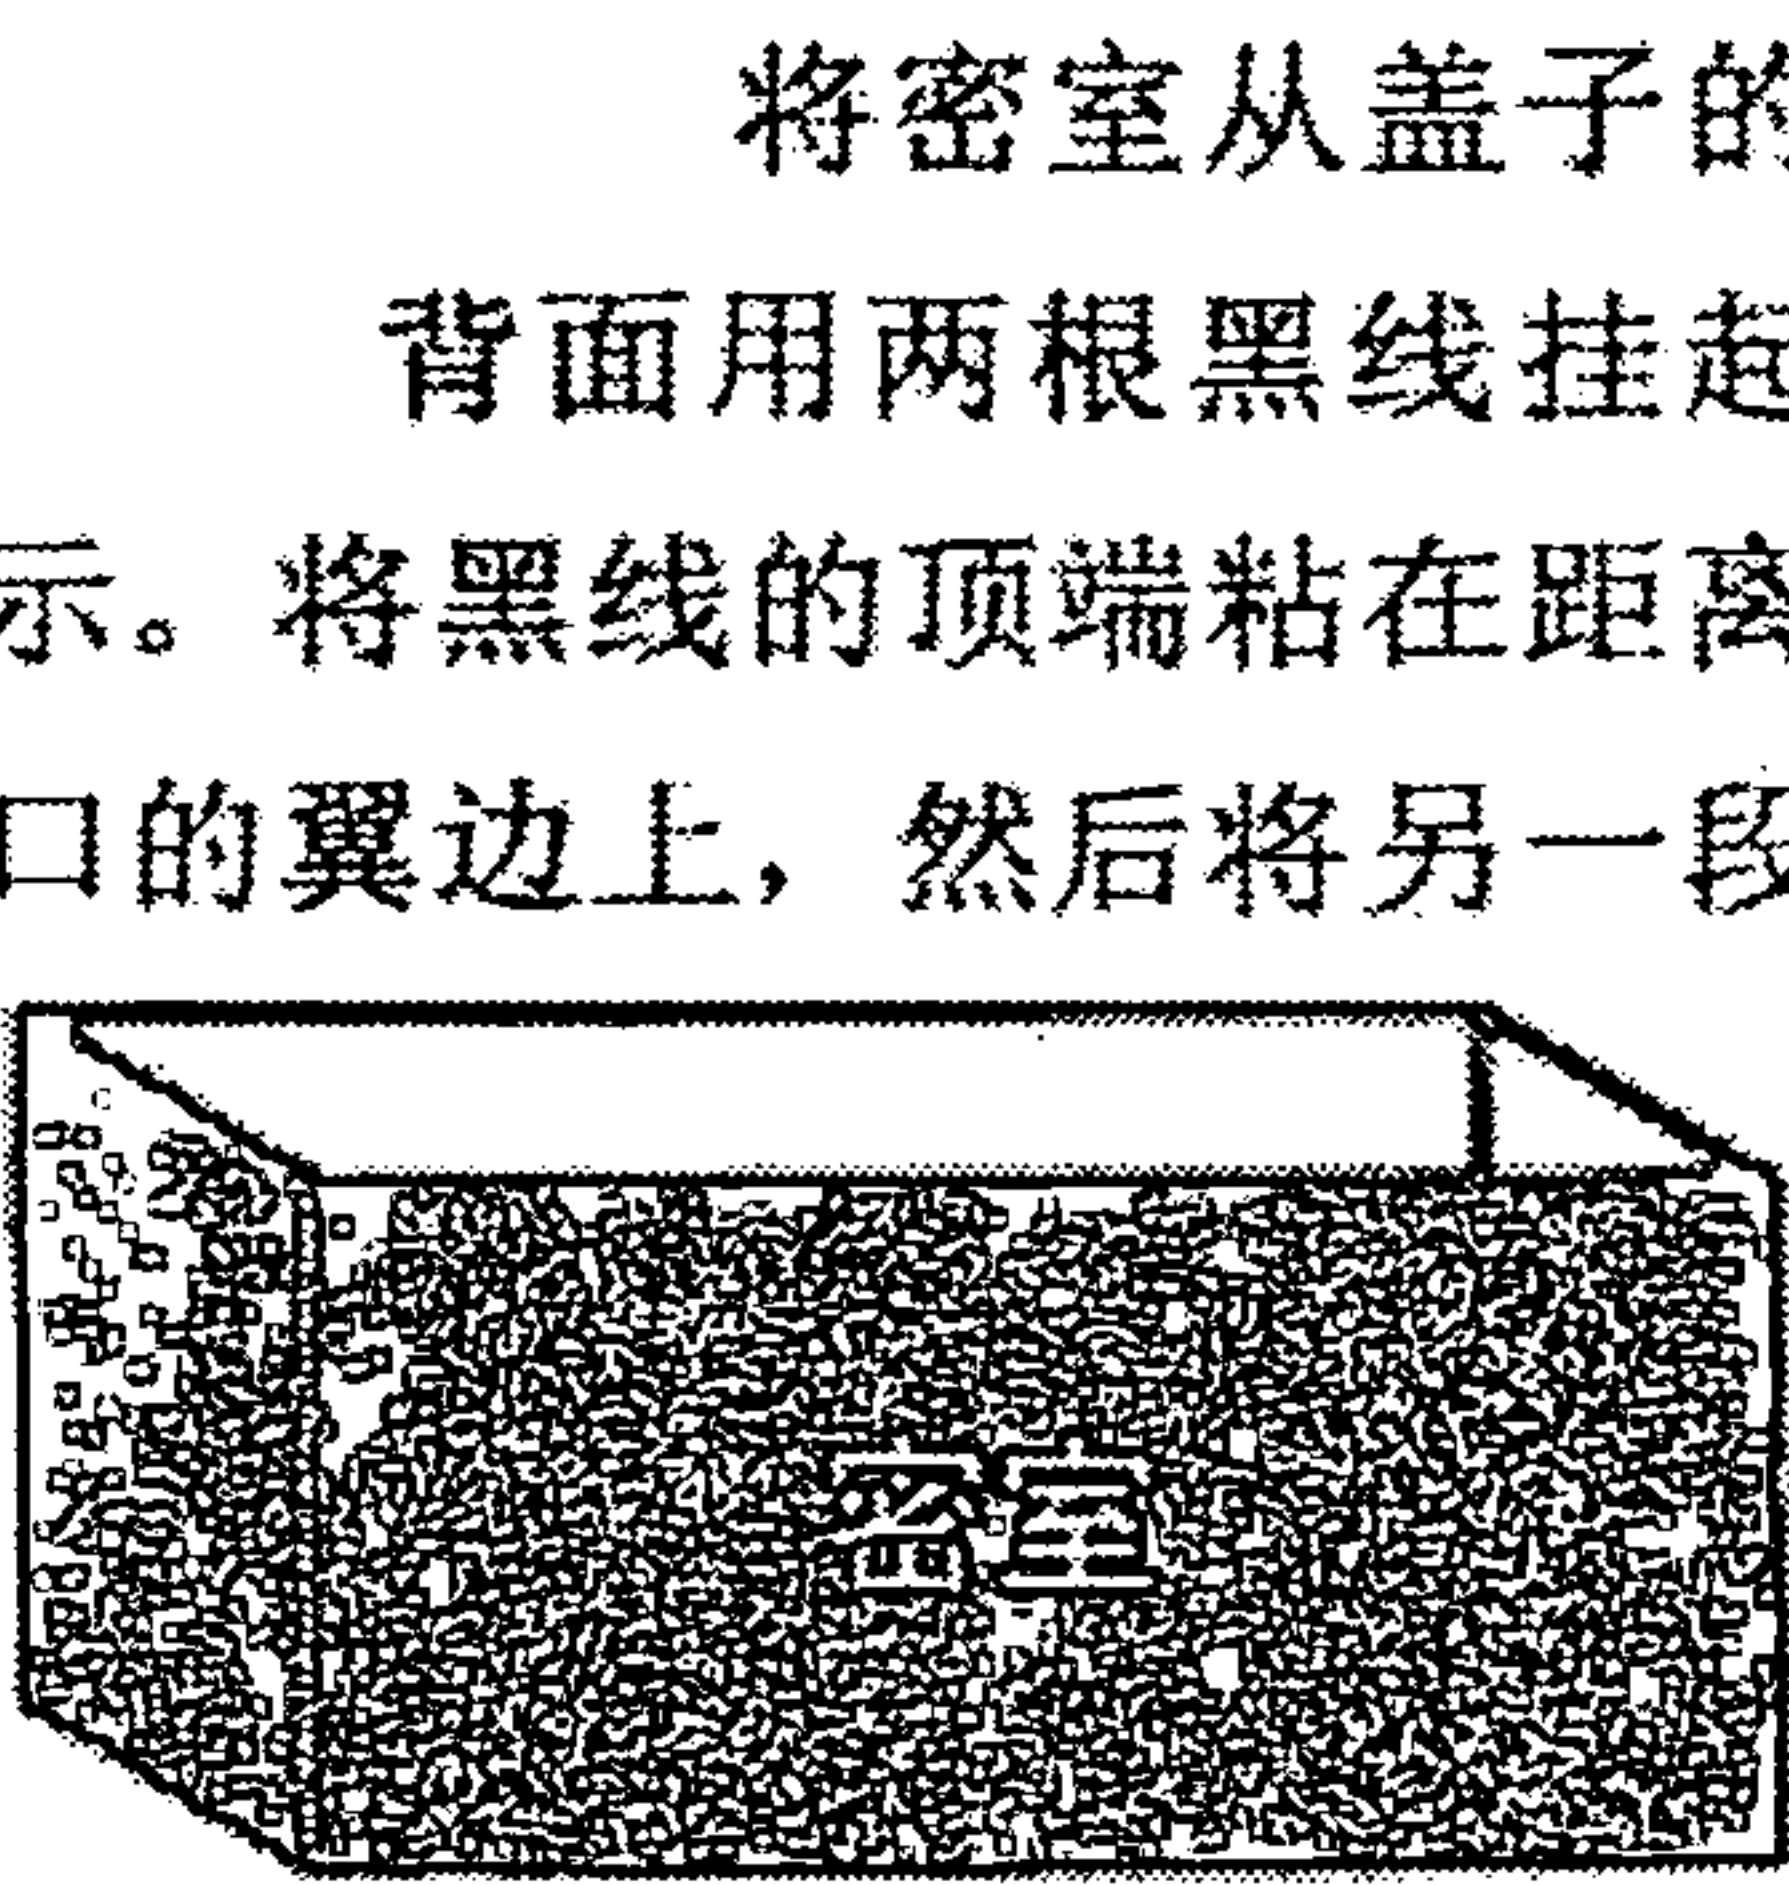 将密室从盖子的
背面用两根黑线挂起
示。将黑线的顶端粘在距离
口的翼边上，然后将另一段
密室